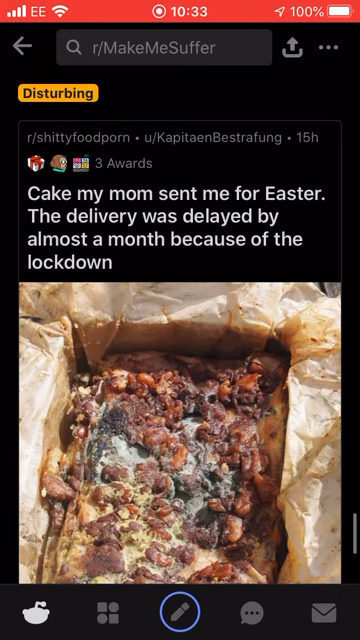 EE 10:33 100%
r/MakeMeSuffer
Disturbing
r/shittyfoodporn • u/KapitaenBestrafung • 15h
3 Awards
Cake my mom sent me for Easter.
The delivery was delayed by
almost a month because of the
lockdown